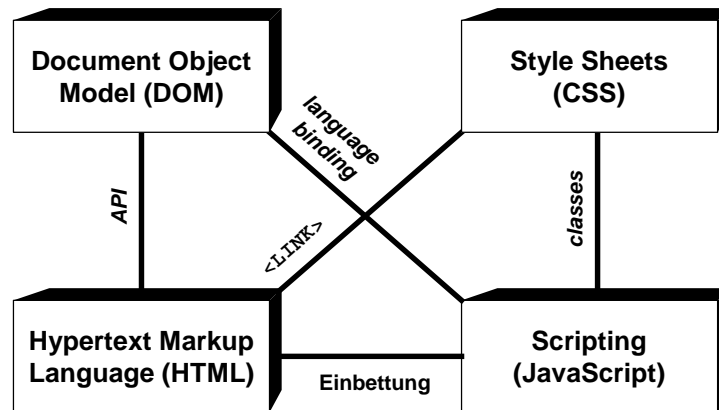 Document Object
Model (DOM)
Style Sheets
(CSS)
language
binding
API
classes
<LINK>
Hypertext Markup
Language (HTML)
Einbettung
Scripting
(JavaScript)